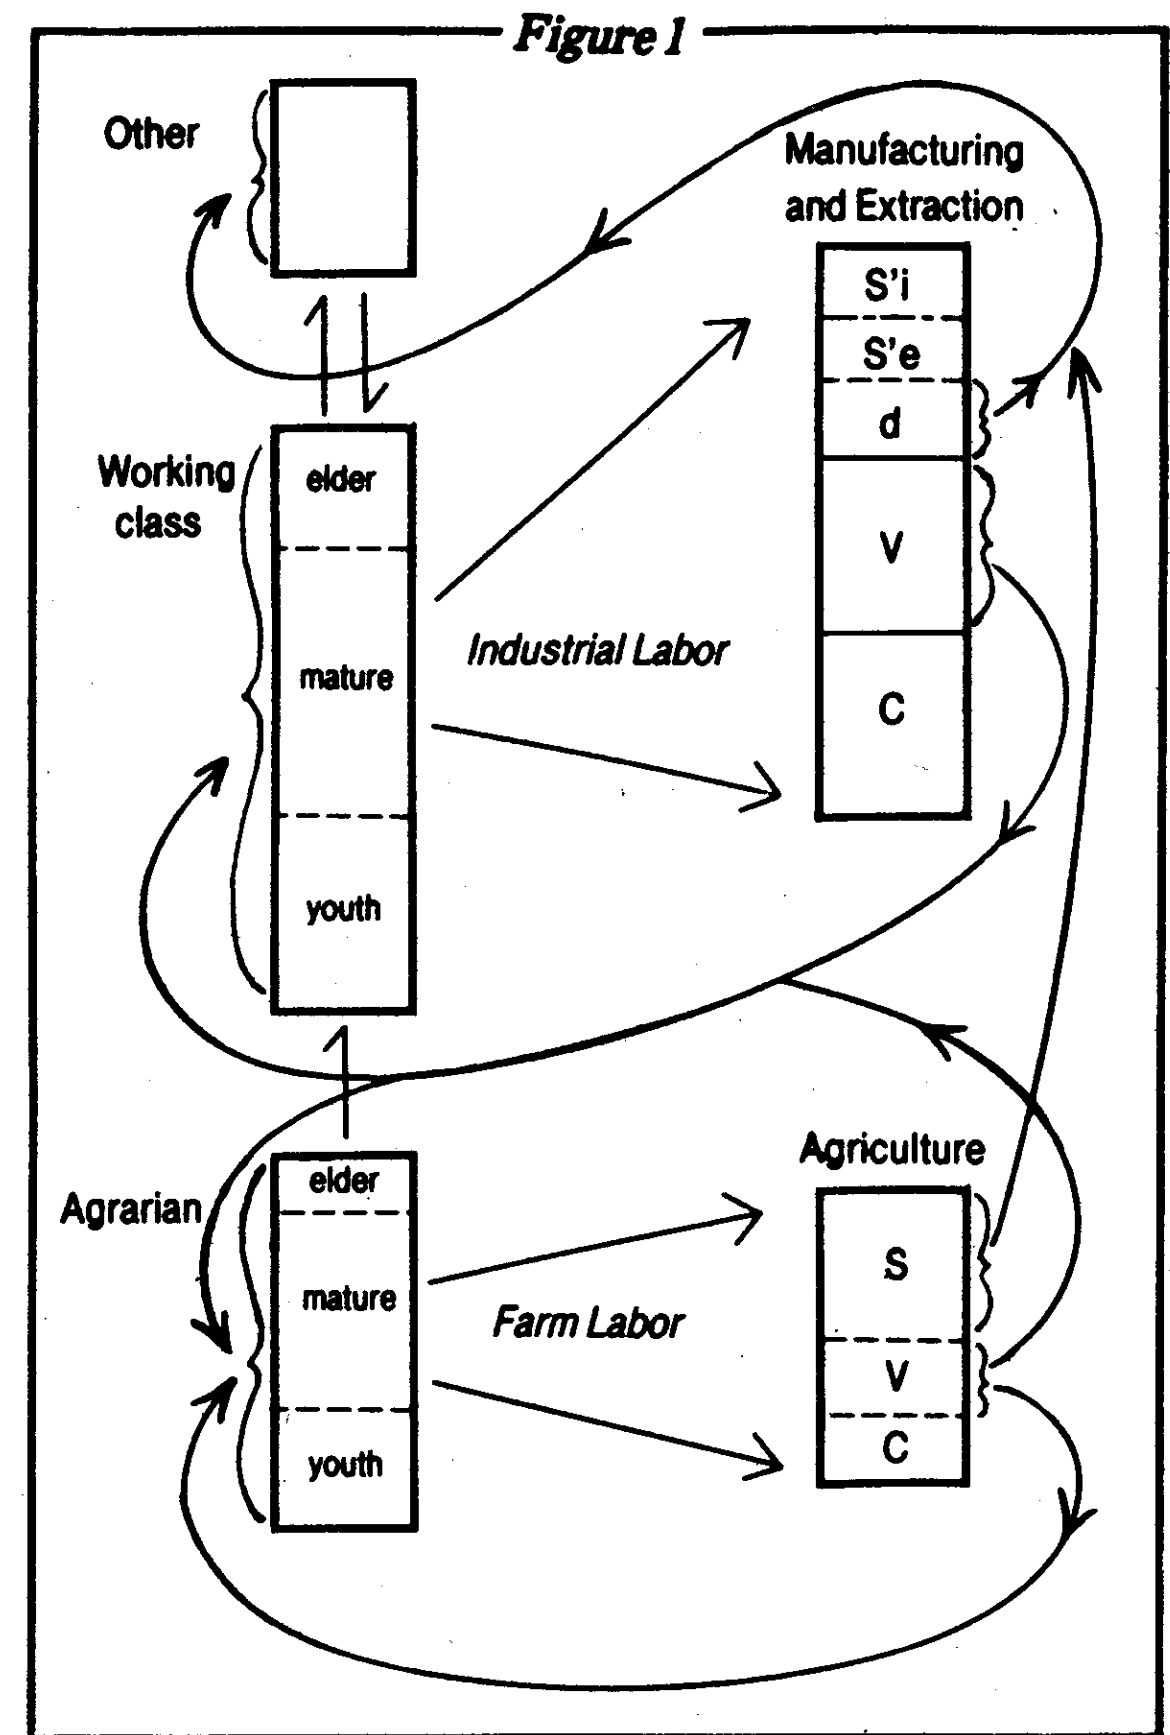 Figure 1
Other
Manufacturing
and Extraction
S'i
S'e
d
V
C
Working
class
elder
mature
youth
Industrial Labor
Agrarian
elder
mature
youth
Farm Labor
Agriculture
S
V
C